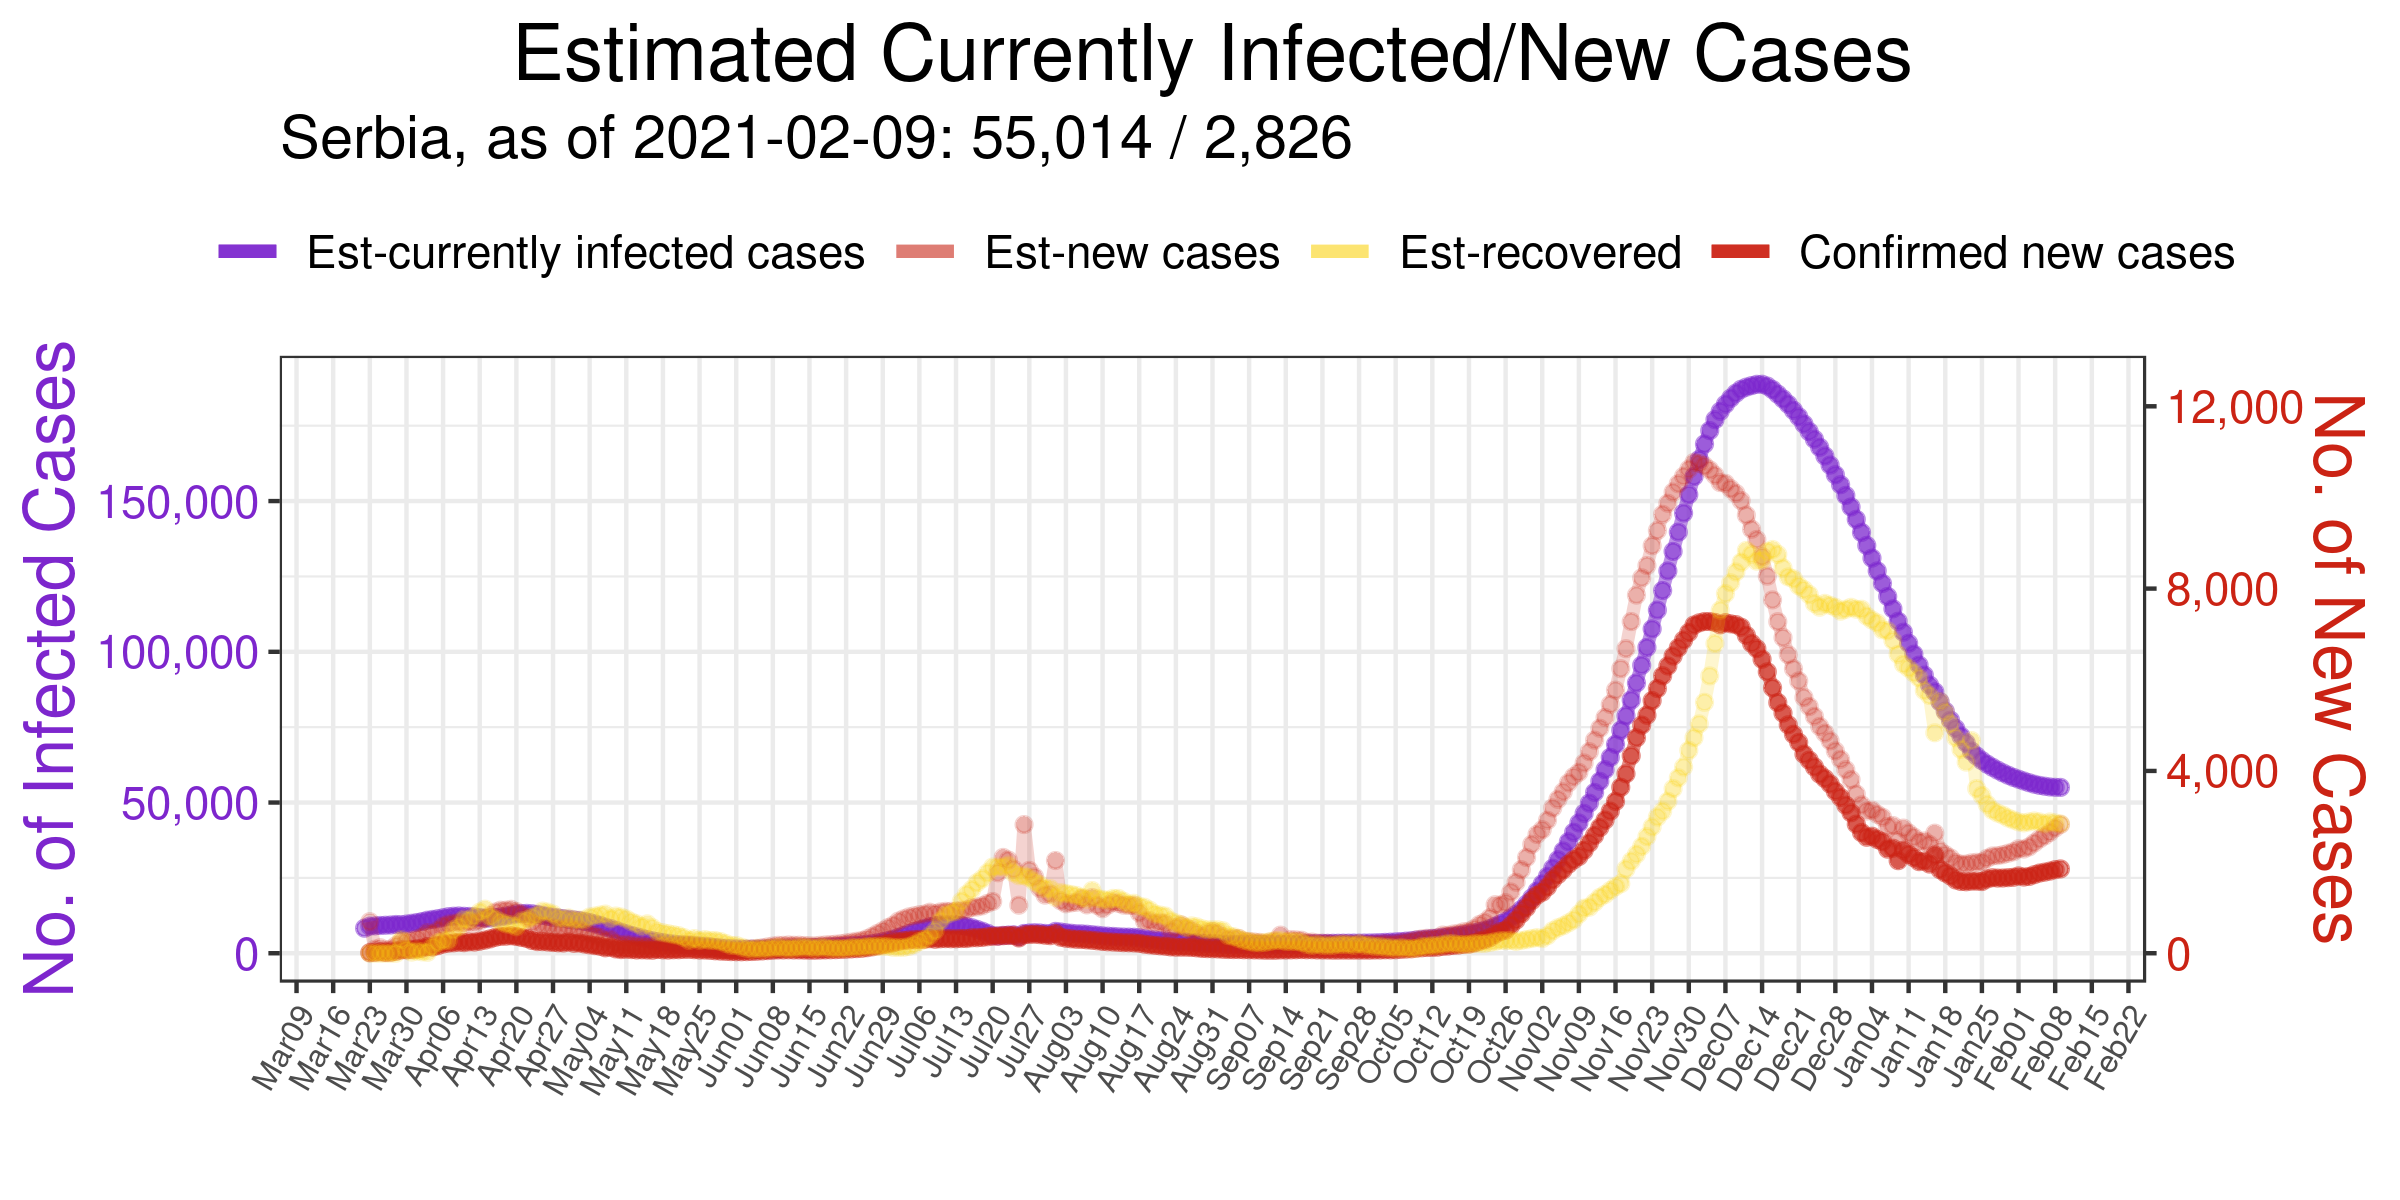 Estimated Currently Infected/New Cases
Serbia, as of 2021-02-09: 55,014 / 2,826
Est-currently infected cases Est-new cases Est-recovered Confirmed new cases
No. of Infected Cases
150,000
100,000
50,000
0
12,000
8,000
4,000
0
No. of New Cases
Mar09 Mar16 Mar23 Mar30 Apr06 Apr13 Apr20 Apr27 May04 May11 May18 May25 Jun01 Jun08 Jun15 Jun22 Jun29 Jul06 Jul13 Jul20 Jul27 Aug03 Aug10 Aug17 Aug24 Aug31 Sep07 Sep14 Sep21 Sep28 Oct05 Oct12 Oct19 Oct26 Nov02 Nov09 Nov16 Nov23 Nov30 Dec07 Dec14 Dec21 Dec28 Jan04 Jan11 Jan18 Jan25 Feb01 Feb08 Feb15 Feb22